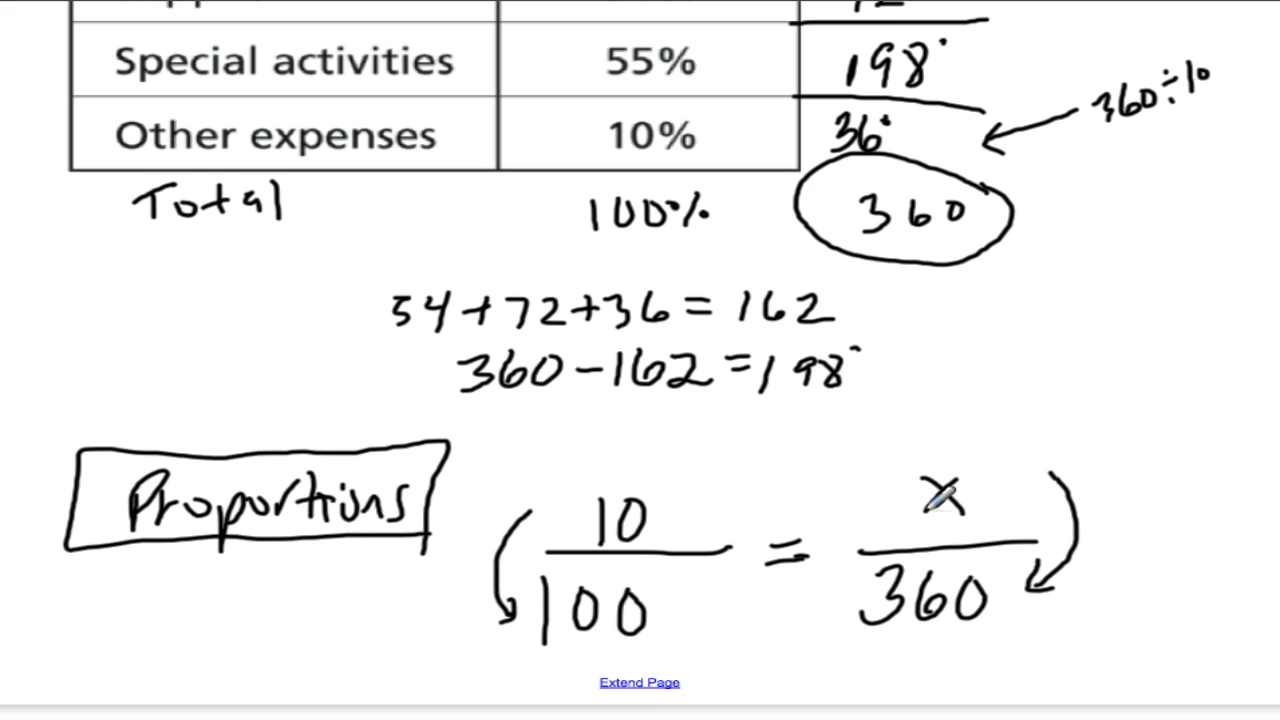 Special activities 55% 198°
360÷10
Other expenses 10% 36°
Total 100% 360
54+72+36=162
360-162=198°
Proportions
10 = x
100 360
Extend Page